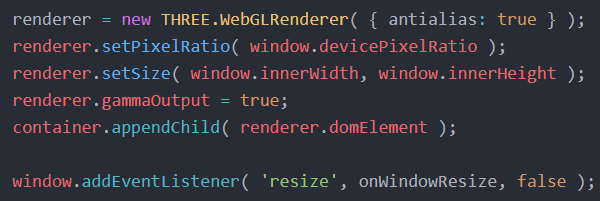 renderer = new THREE.WebGLRenderer( { antialias: true } );
renderer.setPixelRatio( window.devicePixelRatio );
renderer.setSize( window.innerWidth, window.innerHeight );
renderer.gammaOutput = true;
container.appendChild( renderer.domElement );
window.addEventListener( 'resize', onWindowResize, false );